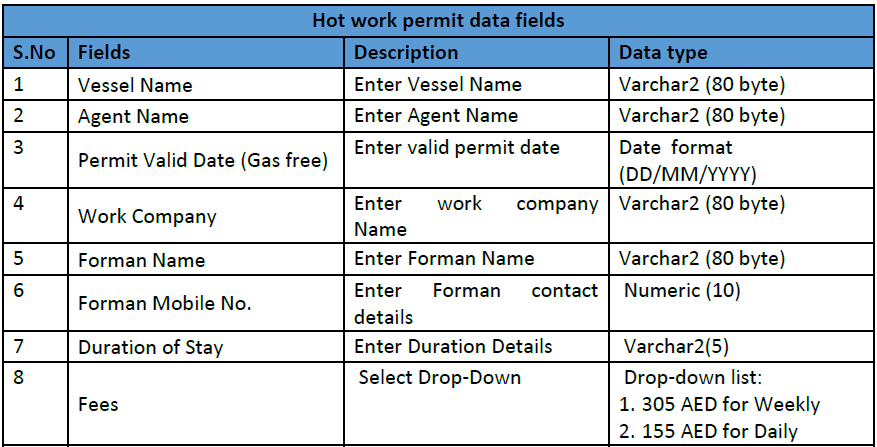 Hot work permit data fields
S.No Fields Description Data type
1 Vessel Name Enter Vessel Name Varchar2 (80 byte)
2 Agent Name Enter Agent Name Varchar2 (80 byte)
3 Permit Valid Date (Gas free) Enter valid permit date Date format
(DD/MM/YYYY)
4 Work Company Enter work company
Name Varchar2 (80 byte)
5 Forman Name Enter Forman Name Varchar2 (80 byte)
6 Forman Mobile No. Enter Forman contact
details Numeric (10)
7 Duration of Stay Enter Duration Details Varchar2(5)
8 Fees Select Drop-Down Drop-down list:
1. 305 AED for Weekly
2. 155 AED for Daily